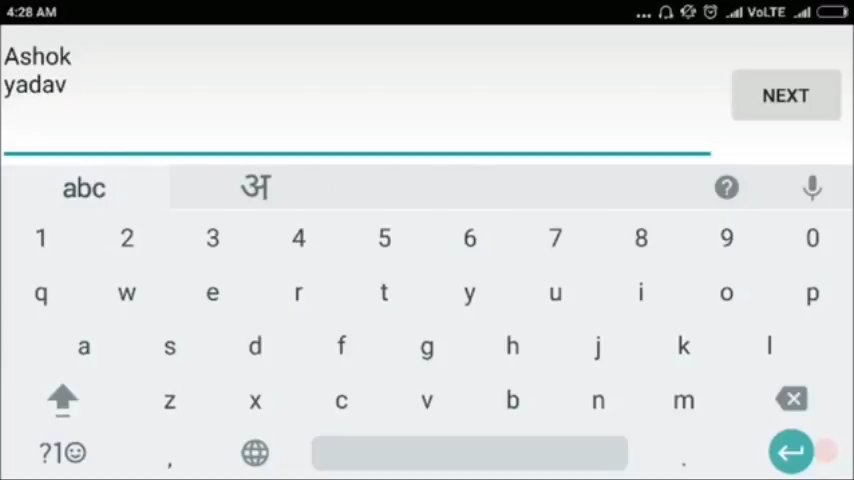 4:28 AM
... VoLTE
Ashok
yadav
NEXT
abc अ ?
1 2 3 4 5 6 7 8 9 0
q w e r t y u i o p
a s d f g h j k l
z x c v b n m
?1☺ , .